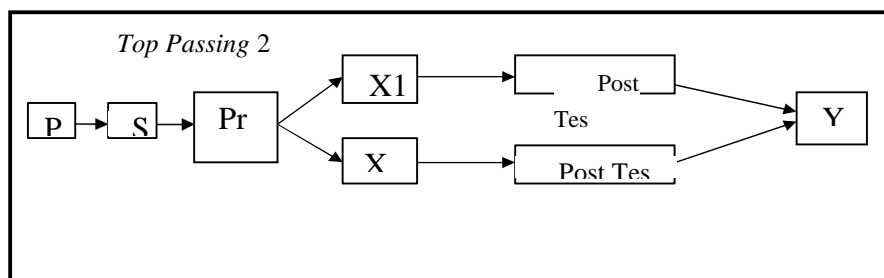 Top Passing 2
P
S
Pr
X1
Post
Tes
X
Post Tes
Y